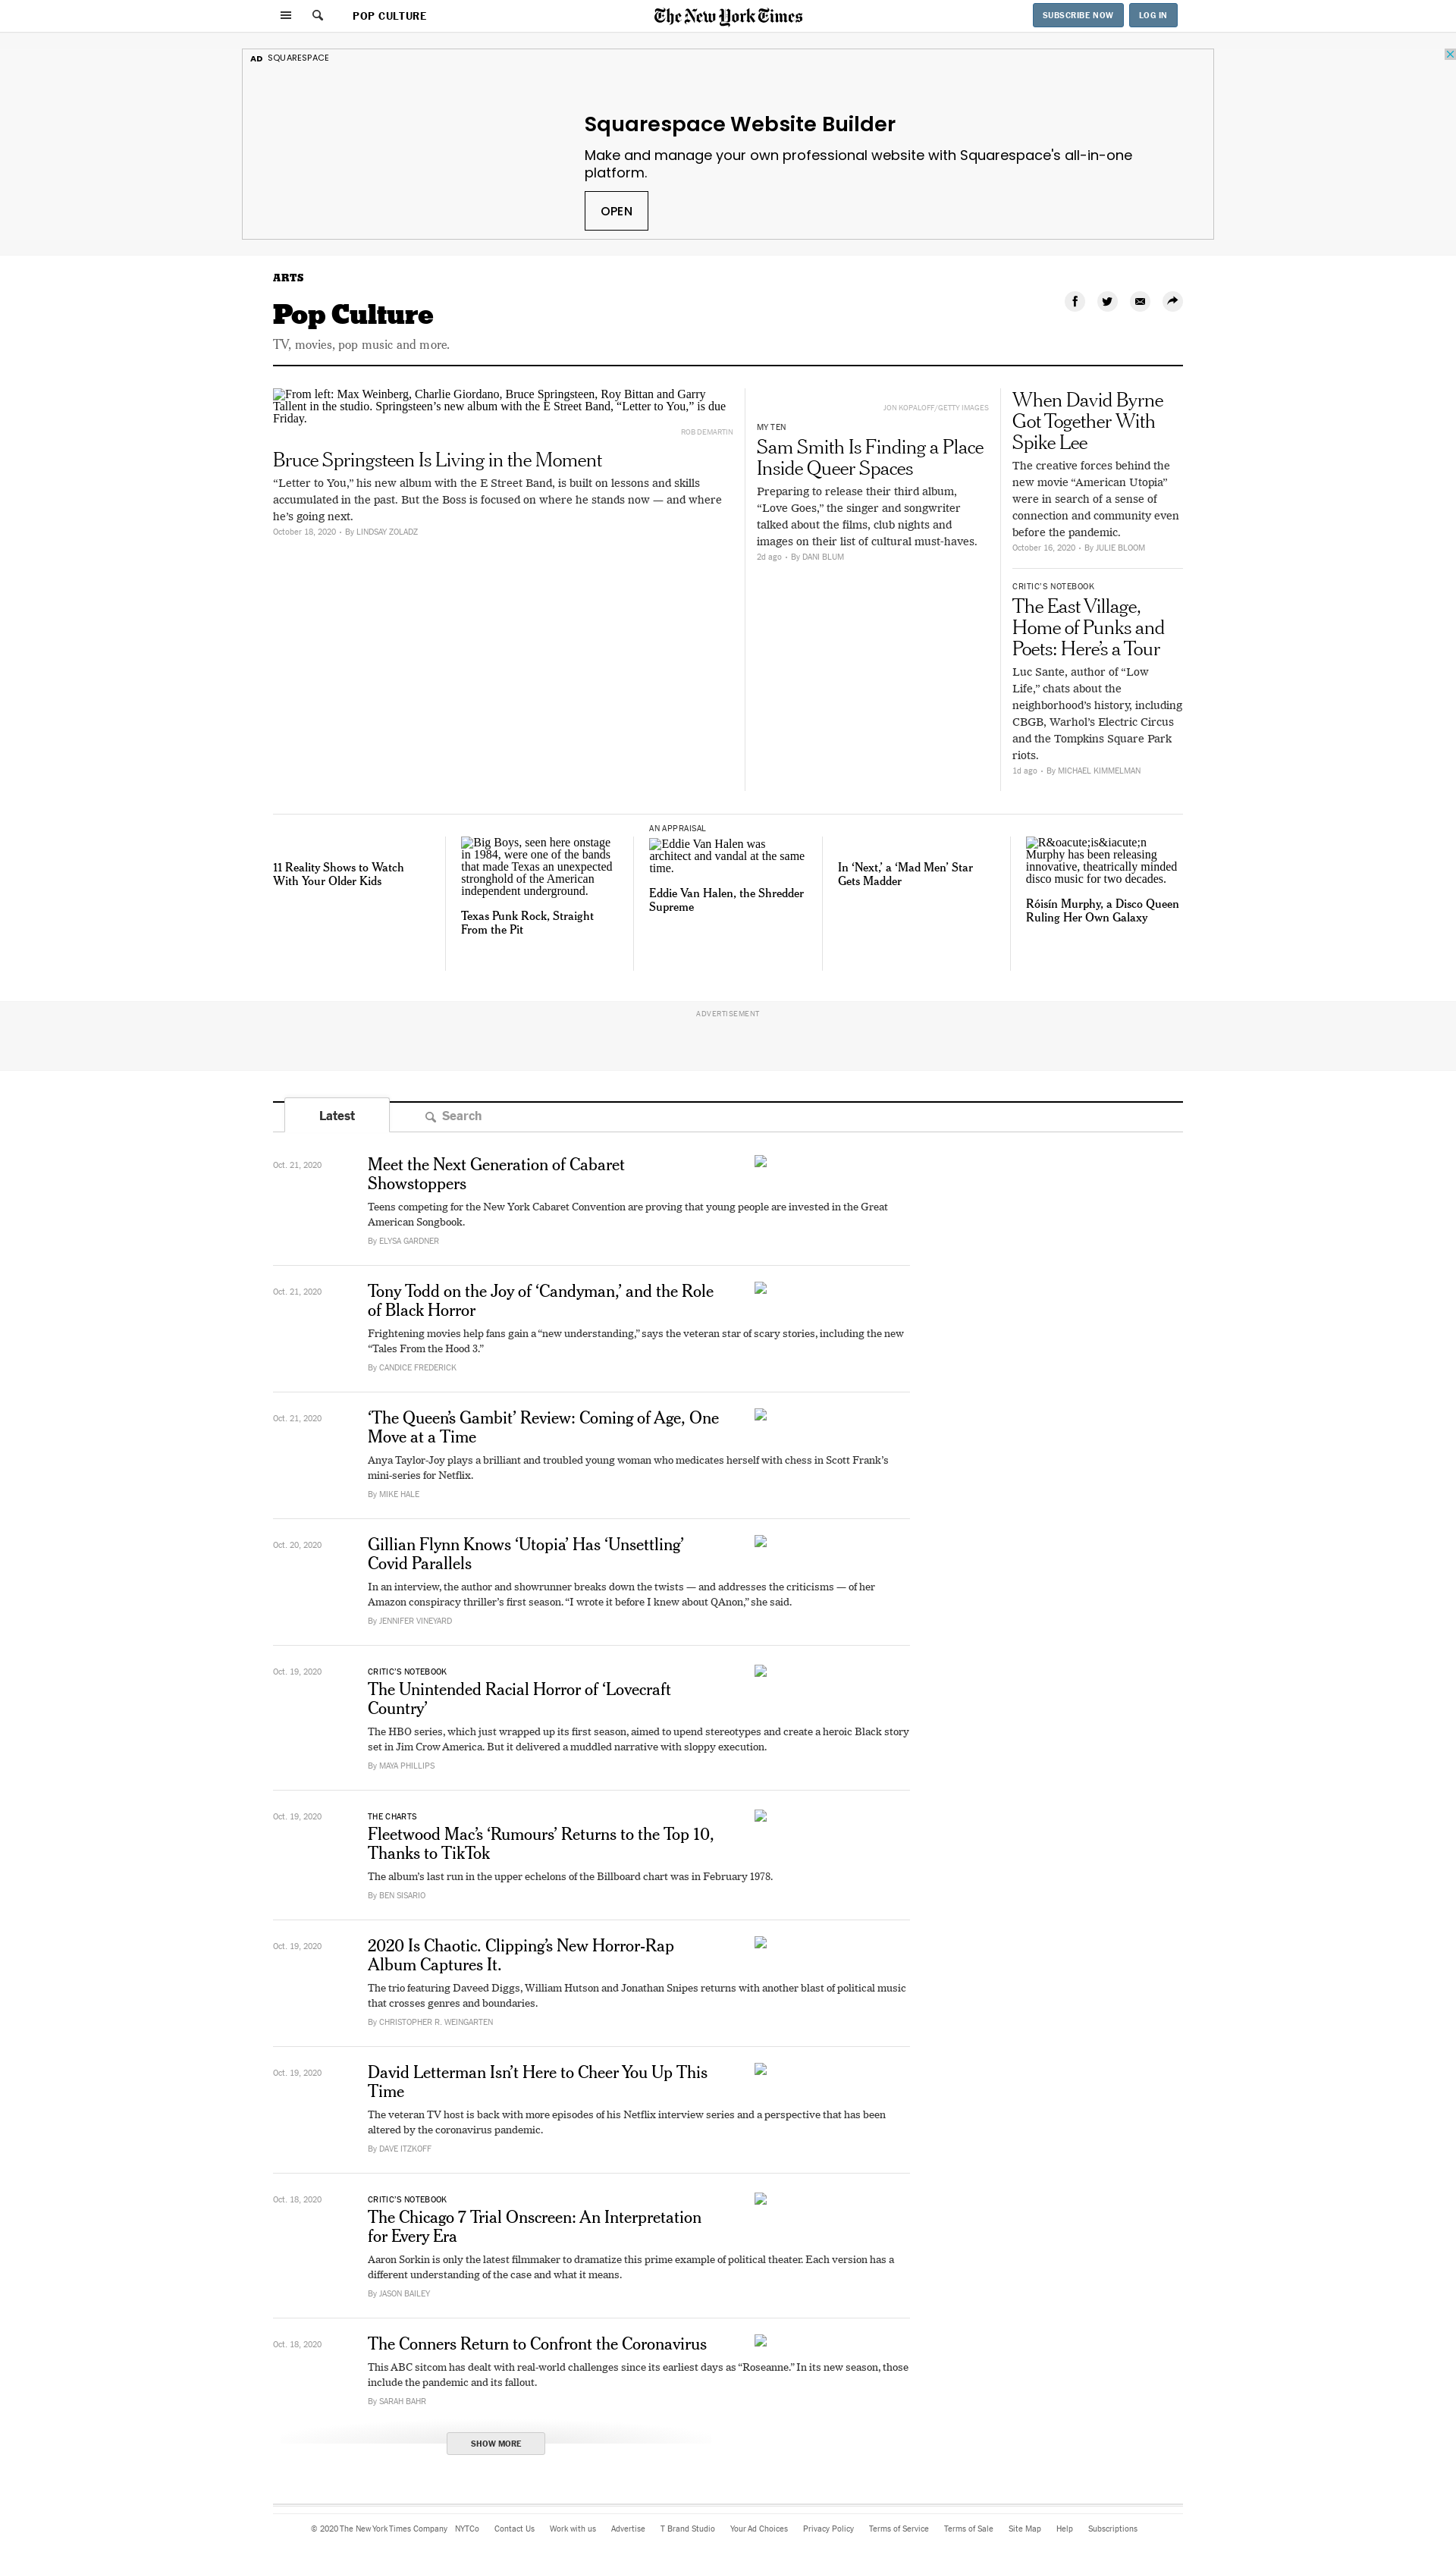 POP CULTURE
The New York Times
SUBSCRIBE NOW
LOG IN
AD SQUARESPACE
Squarespace Website Builder
Make and manage your own professional website with Squarespace's all-in-one
platform.
OPEN
ARTS
Pop Culture
TV, movies, pop music and more.
From left: Max Weinberg, Charlie Giordano, Bruce Springsteen, Roy Bittan and Garry
Tallent in the studio. Springsteen’s new album with the E Street Band, “Letter to You,” is due
Friday.
ROB DEMARTIN
Bruce Springsteen Is Living in the Moment
“Letter to You,” his new album with the E Street Band, is built on lessons and skills
accumulated in the past. But the Boss is focused on where he stands now — and where
he’s going next.
October 18, 2020 • By LINDSAY ZOLADZ
JON KOPALOFF/GETTY IMAGES
MY TEN
Sam Smith Is Finding a Place
Inside Queer Spaces
Preparing to release their third album,
“Love Goes,” the singer and songwriter
talked about the films, club nights and
images on their list of cultural must-haves.
2d ago • By DANI BLUM
When David Byrne
Got Together With
Spike Lee
The creative forces behind the
new movie “American Utopia”
were in search of a sense of
connection and community even
before the pandemic.
October 16, 2020 • By JULIE BLOOM
CRITIC’S NOTEBOOK
The East Village,
Home of Punks and
Poets: Here’s a Tour
Luc Sante, author of “Low
Life,” chats about the
neighborhood’s history, including
CBGB, Warhol’s Electric Circus
and the Tompkins Square Park
riots.
1d ago • By MICHAEL KIMMELMAN
11 Reality Shows to Watch
With Your Older Kids
Big Boys, seen here onstage
in 1984, were one of the bands
that made Texas an unexpected
stronghold of the American
independent underground.
Texas Punk Rock, Straight
From the Pit
AN APPRAISAL
Eddie Van Halen was
architect and vandal at the same
time.
Eddie Van Halen, the Shredder
Supreme
In ‘Next,’ a ‘Mad Men’ Star
Gets Madder
R&oacute;is&iacute;n
Murphy has been releasing
innovative, theatrically minded
disco music for two decades.
Róisín Murphy, a Disco Queen
Ruling Her Own Galaxy
ADVERTISEMENT
Latest
Search
Oct. 21, 2020
Meet the Next Generation of Cabaret
Showstoppers
Teens competing for the New York Cabaret Convention are proving that young people are invested in the Great
American Songbook.
By ELYSA GARDNER
Oct. 21, 2020
Tony Todd on the Joy of ‘Candyman,’ and the Role
of Black Horror
Frightening movies help fans gain a “new understanding,” says the veteran star of scary stories, including the new
“Tales From the Hood 3.”
By CANDICE FREDERICK
Oct. 21, 2020
‘The Queen’s Gambit’ Review: Coming of Age, One
Move at a Time
Anya Taylor-Joy plays a brilliant and troubled young woman who medicates herself with chess in Scott Frank’s
mini-series for Netflix.
By MIKE HALE
Oct. 20, 2020
Gillian Flynn Knows ‘Utopia’ Has ‘Unsettling’
Covid Parallels
In an interview, the author and showrunner breaks down the twists — and addresses the criticisms — of her
Amazon conspiracy thriller’s first season. “I wrote it before I knew about QAnon,” she said.
By JENNIFER VINEYARD
Oct. 19, 2020
CRITIC’S NOTEBOOK
The Unintended Racial Horror of ‘Lovecraft
Country’
The HBO series, which just wrapped up its first season, aimed to upend stereotypes and create a heroic Black story
set in Jim Crow America. But it delivered a muddled narrative with sloppy execution.
By MAYA PHILLIPS
Oct. 19, 2020
THE CHARTS
Fleetwood Mac’s ‘Rumours’ Returns to the Top 10,
Thanks to TikTok
The album’s last run in the upper echelons of the Billboard chart was in February 1978.
By BEN SISARIO
Oct. 19, 2020
2020 Is Chaotic. Clipping’s New Horror-Rap
Album Captures It.
The trio featuring Daveed Diggs, William Hutson and Jonathan Snipes returns with another blast of political music
that crosses genres and boundaries.
By CHRISTOPHER R. WEINGARTEN
Oct. 19, 2020
David Letterman Isn’t Here to Cheer You Up This
Time
The veteran TV host is back with more episodes of his Netflix interview series and a perspective that has been
altered by the coronavirus pandemic.
By DAVE ITZKOFF
Oct. 18, 2020
CRITIC’S NOTEBOOK
The Chicago 7 Trial Onscreen: An Interpretation
for Every Era
Aaron Sorkin is only the latest filmmaker to dramatize this prime example of political theater. Each version has a
different understanding of the case and what it means.
By JASON BAILEY
Oct. 18, 2020
The Conners Return to Confront the Coronavirus
This ABC sitcom has dealt with real-world challenges since its earliest days as “Roseanne.” In its new season, those
include the pandemic and its fallout.
By SARAH BAHR
SHOW MORE
© 2020 The New York Times Company NYTCo Contact Us Work with us Advertise T Brand Studio Your Ad Choices Privacy Policy Terms of Service Terms of Sale Site Map Help Subscriptions